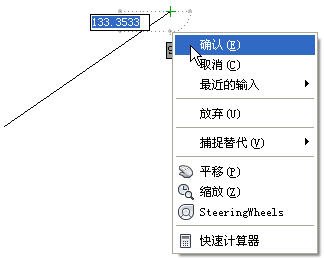 133.3533
确认(E)
取消(C)
最近的输入
放弃(U)
捕捉替代(V)
平移(P)
缩放(Z)
SteeringWheels
快速计算器